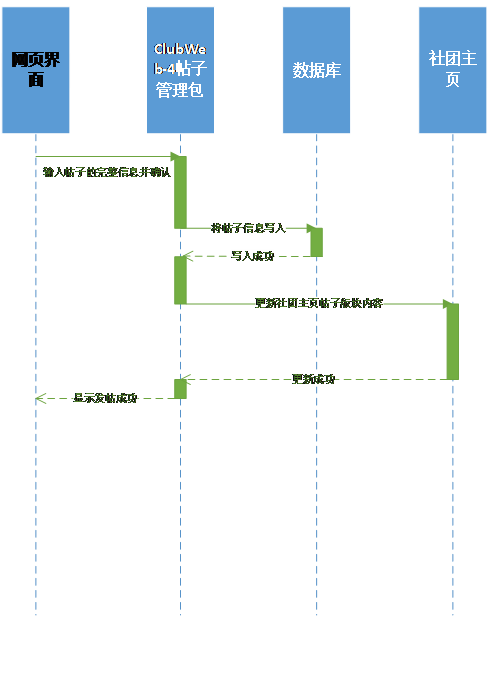 网页界
面
ClubWe
b-4帖子
管理包
数据库
社团主
页
输入帖子的完整信息并确认
将帖子信息写入
写入成功
更新社团主页帖子版块内容
更新成功
显示发帖成功